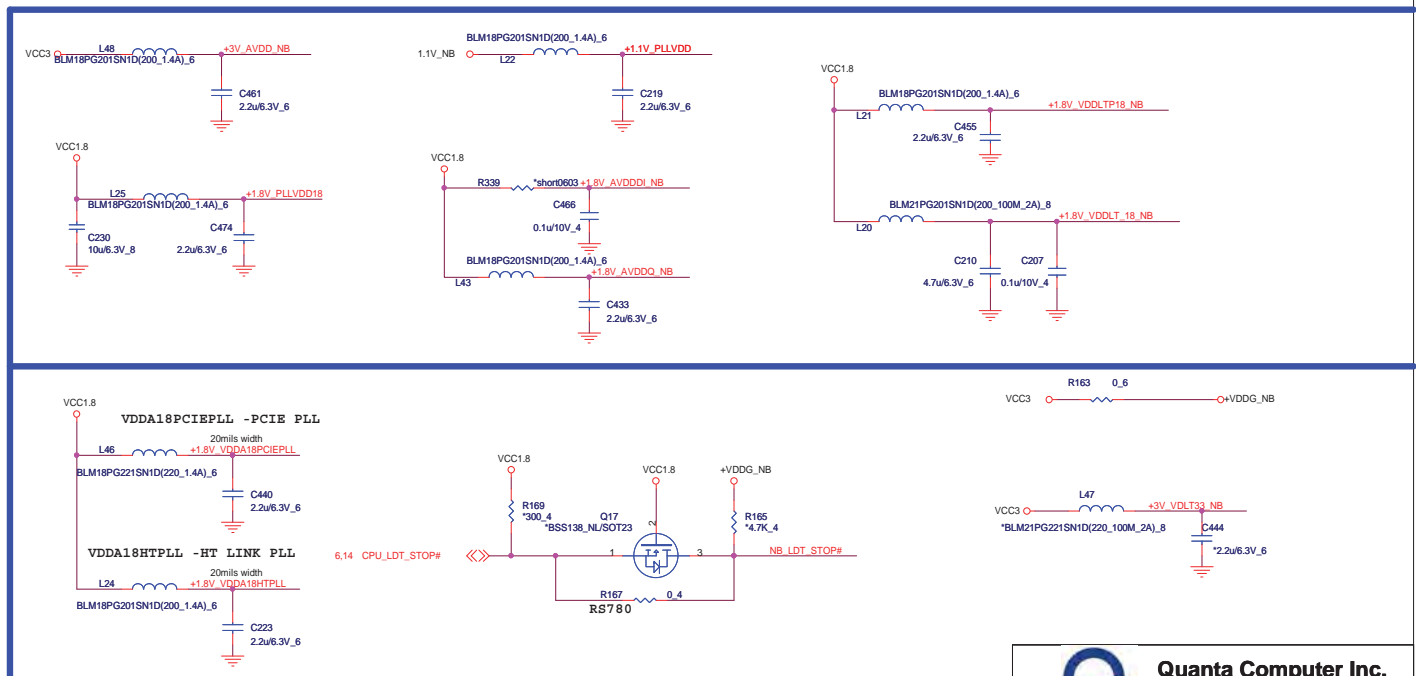 VCC3
L48
BLM18PG201SN1D(200_1.4A)_6
+3V_AVDD_NB
C461
2.2u/6.3V_6
BLM18PG201SN1D(200_1.4A)_6
1.1V_NB
L22
+1.1V_PLLVDD
C219
2.2u/6.3V_6
VCC1.8
BLM18PG201SN1D(200_1.4A)_6
L21
+1.8V_VDDLTP18_NB
C455
2.2u/6.3V_6
VCC1.8
L25
BLM18PG201SN1D(200_1.4A)_6
+1.8V_PLLVDD18
C230
10u/6.3V_8
C474
2.2u/6.3V_6
VCC1.8
R339
*short0603
+1.8V_AVDDDI_NB
C466
0.1u/10V_4
BLM18PG201SN1D(200_1.4A)_6
L43
+1.8V_AVDDQ_NB
C433
2.2u/6.3V_6
BLM21PG201SN1D(200_100M_2A)_8
L20
+1.8V_VDDLT_18_NB
C210
4.7u/6.3V_6
C207
0.1u/10V_4
VCC1.8
VDDA18PCIEPLL -PCIE PLL
20mils width
L46
+1.8V_VDDA18PCIEPLL
BLM18PG221SN1D(220_1.4A)_6
C440
2.2u/6.3V_6
VDDA18HTPLL -HT LINK PLL
20mils width
L24
+1.8V_VDDA18HTPLL
BLM18PG201SN1D(200_1.4A)_6
C223
2.2u/6.3V_6
VCC1.8
R169
*300_4
VCC1.8
Q17
*BSS138_NL/SOT23
2
+VDDG_NB
R165
*4.7K_4
6,14 CPU_LDT_STOP#
1
3
NB_LDT_STOP#
R167
0_4
RS780
R163
0_6
VCC3
+VDDG_NB
L47
VCC3
+3V_VDLT33_NB
*BLM21PG221SN1D(220_100M_2A)_8
C444
*2.2u/6.3V_6
Quanta Computer Inc.